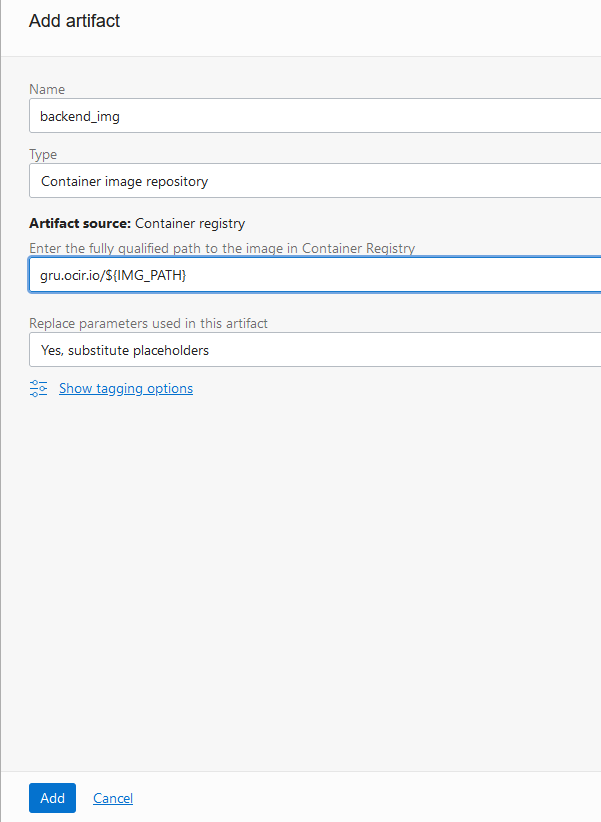 Add artifact
Name
backend_img
Type
Container image repository
Artifact source: Container registry
Enter the fully qualified path to the image in Container Registry
gru.ocir.io/${IMG_PATH}
Replace parameters used in this artifact
Yes, substitute placeholders
Show tagging options
Add Cancel